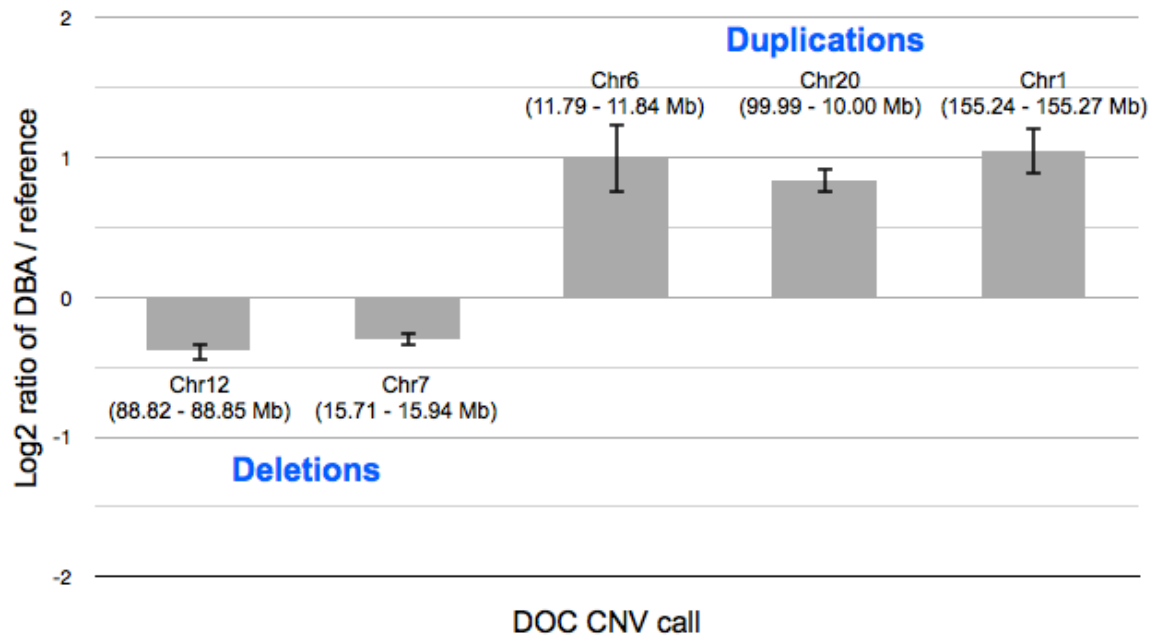 2
Duplications
Chr6
(11.79 - 11.84 Mb)
Chr20
(99.99 - 10.00 Mb)
Chr1
(155.24 - 155.27 Mb)
1
Log2 ratio of DBA / reference
0
Chr12
(88.82 - 88.85 Mb)
Chr7
(15.71 - 15.94 Mb)
-1
Deletions
-2
DOC CNV call